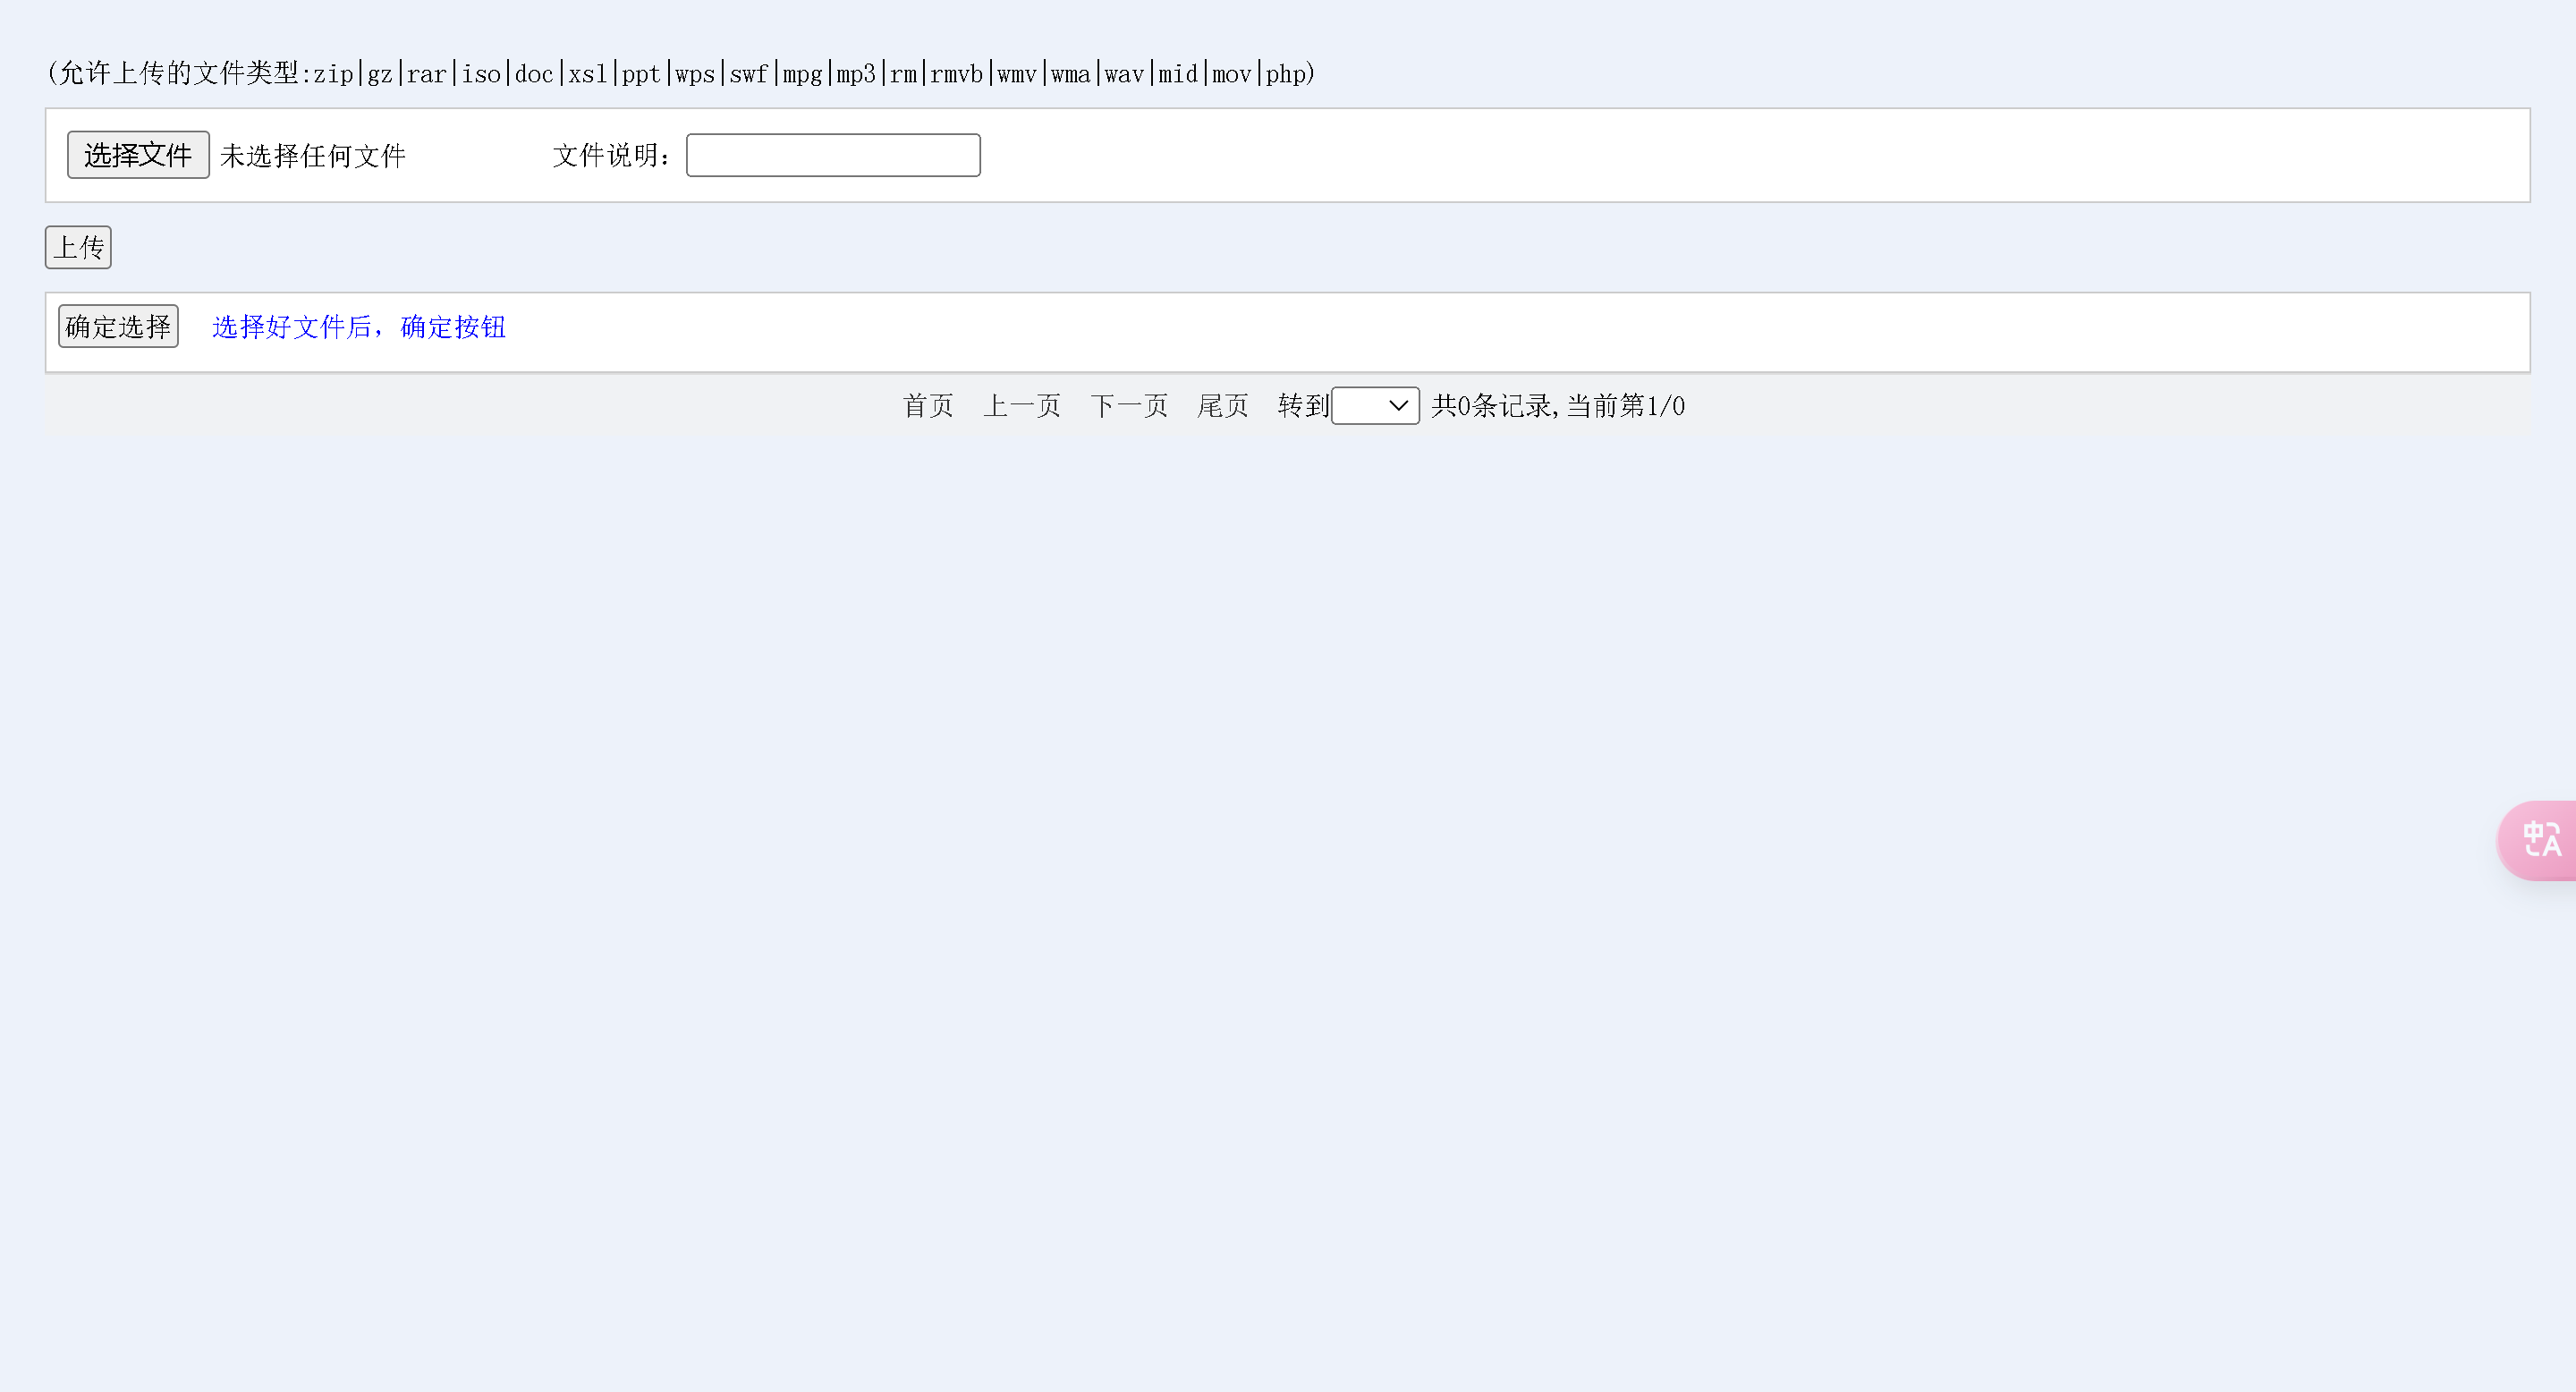 (允许上传的文件类型:zip|gz|rar|iso|doc|xsl|ppt|wps|swf|mpg|mp3|rm|rmvb|wmv|wma|wav|mid|mov|php)
选择文件 未选择任何文件 文件说明：
上传
确定选择 选择好文件后，确定按钮
首页 上一页 下一页 尾页 转到 共0条记录,当前第1/0
中A